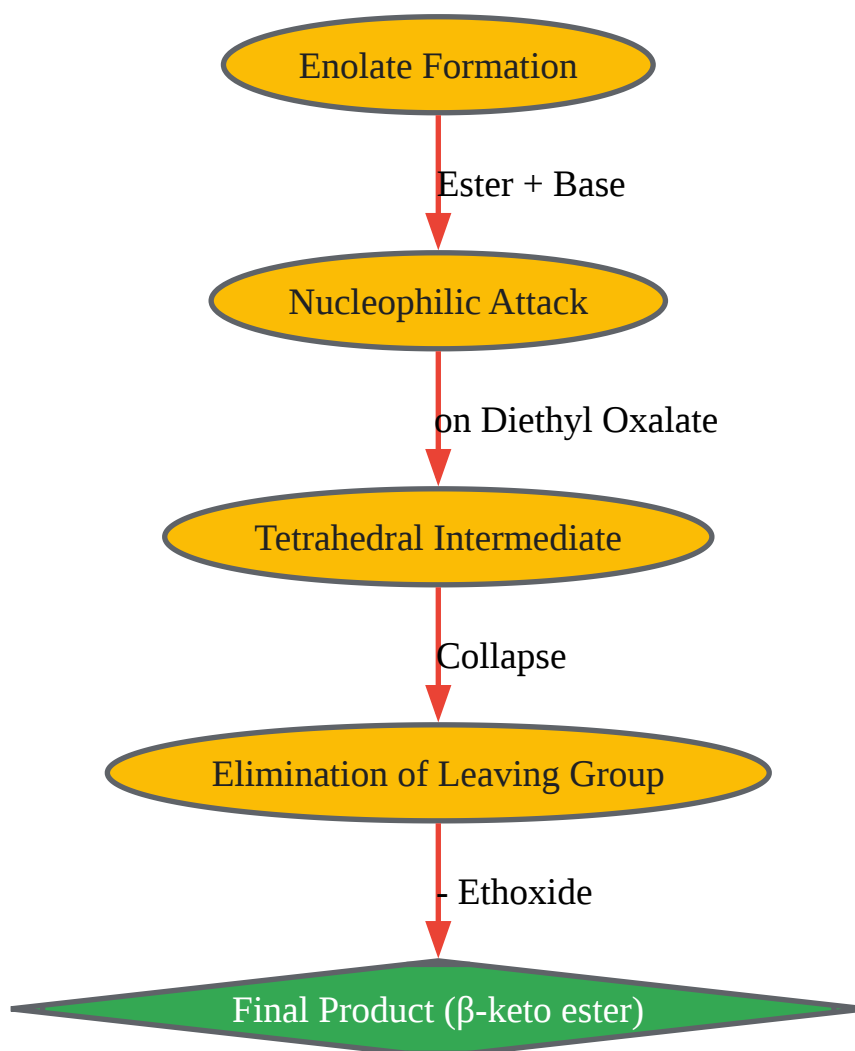 Enolate Formation
Ester + Base
Nucleophilic Attack
on Diethyl Oxalate
Tetrahedral Intermediate
Collapse
Elimination of Leaving Group
- Ethoxide
Final Product (β-keto ester)